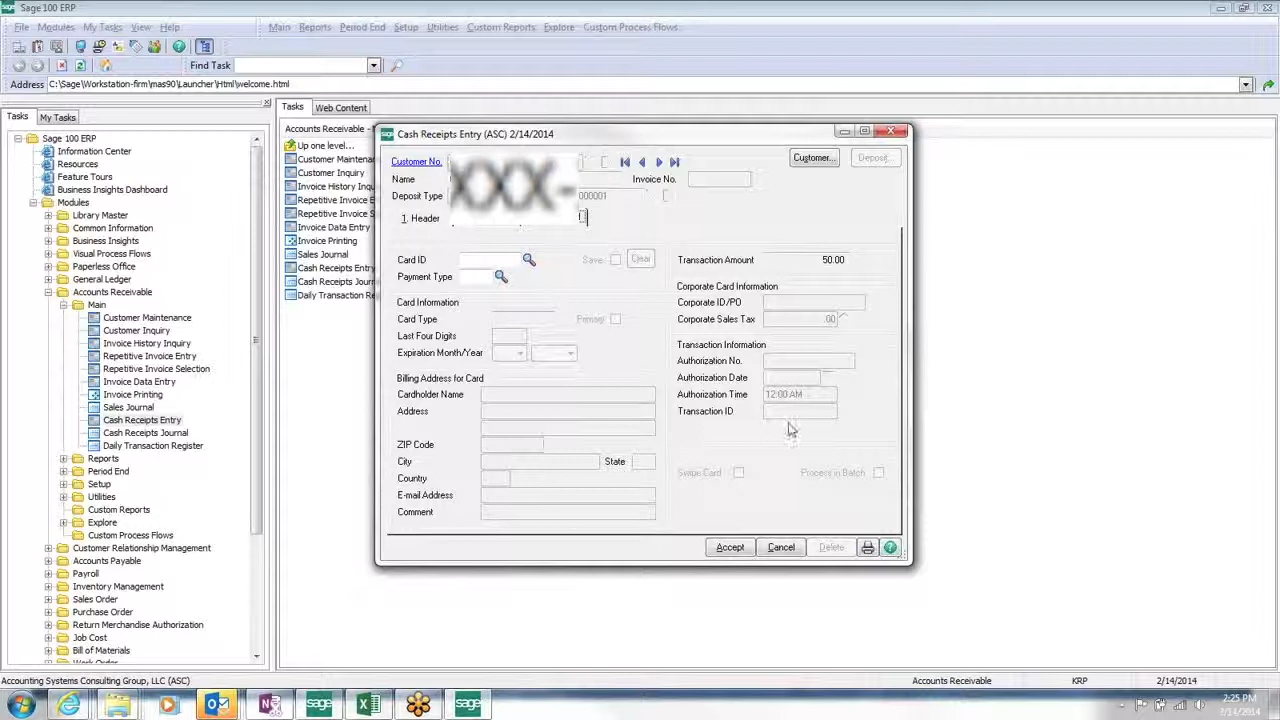 Sage 100 ERP
File Modules My Tasks View Help Main Reports Period End Setup Utilities Custom Reports Explore Custom Process Flows
Find Task
Address C:\Sage\Workstation-firm\mas90\Launcher\Html\welcome.html
Tasks My Tasks
Sage 100 ERP
Information Center
Resources
Feature Tours
Business Insights Dashboard
Modules
Library Master
Common Information
Business Insights
Visual Process Flows
Paperless Office
General Ledger
Accounts Receivable
Main
Customer Maintenance
Customer Inquiry
Invoice History Inquiry
Repetitive Invoice Entry
Repetitive Invoice Selection
Invoice Data Entry
Invoice Printing
Sales Journal
Cash Receipts Entry
Cash Receipts Journal
Daily Transaction Register
Reports
Period End
Setup
Utilities
Custom Reports
Explore
Custom Process Flows
Customer Relationship Management
Accounts Payable
Payroll
Inventory Management
Sales Order
Purchase Order
Return Merchandise Authorization
Job Cost
Bill of Materials
Work Order
Tasks Web Content
Accounts Receivable -
Up one level...
Customer Maintenan
Customer Inquiry
Invoice History Inqu
Repetitive Invoice E
Repetitive Invoice S
Invoice Data Entry
Invoice Printing
Sales Journal
Cash Receipts Entry
Cash Receipts Jour
Daily Transaction Re
Cash Receipts Entry (ASC) 2/14/2014
Customer No. Customer... Deposit...
Name Invoice No.
XXX-
Deposit Type 000001
1. Header
Card ID Save Clear Transaction Amount 50.00
Payment Type
Corporate Card Information
Card Information Corporate ID/PO
Card Type Primary Corporate Sales Tax .00
Last Four Digits
Transaction Information
Expiration Month/Year
Authorization No.
Billing Address for Card Authorization Date
Cardholder Name Authorization Time 12:00 AM
Address Transaction ID
ZIP Code
City State
Swipe Card Process in Batch
Country
E-mail Address
Comment
Accept Cancel Delete
Accounting Systems Consulting Group, LLC (ASC) Accounts Receivable KRP 2/14/2014
sage sage
2:25 PM
2/14/2014